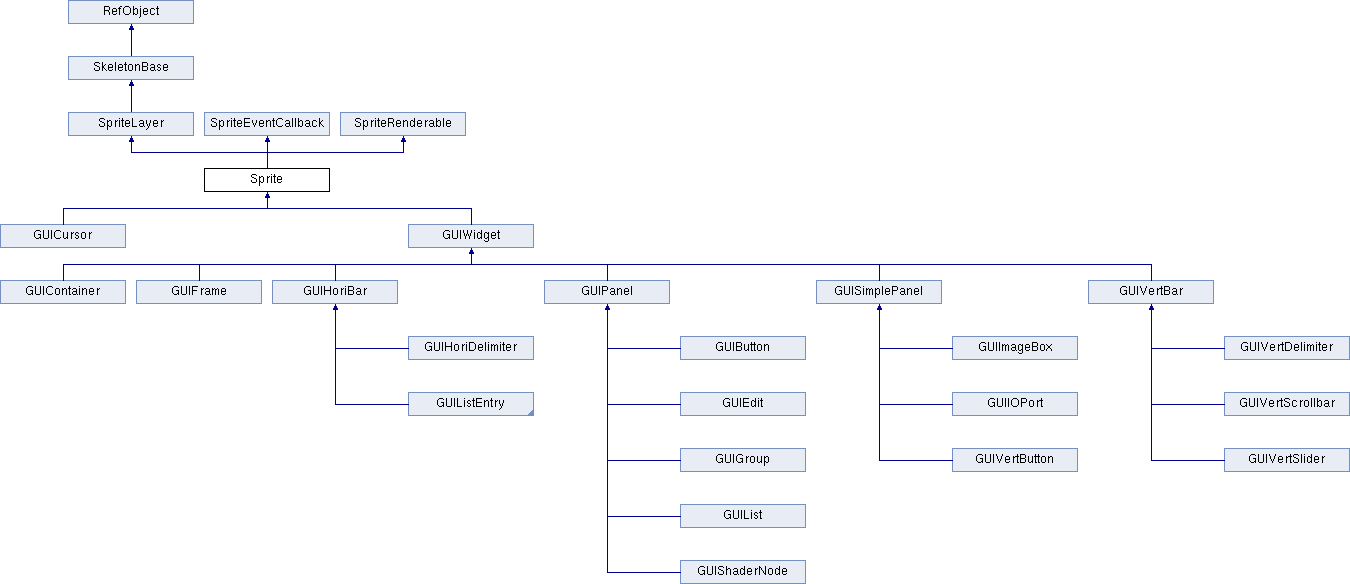 RefObject
SkeletonBase
SpriteLayer
SpriteEventCallback
SpriteRenderable
Sprite
GUICursor
GUIWidget
GUIContainer
GUIFrame
GUIHoriBar
GUIPanel
GUISimplePanel
GUIVertBar
GUIHoriDelimiter
GUIButton
GUIImageBox
GUIVertDelimiter
GUIListEntry
GUIEdit
GUIIOPort
GUIVertScrollbar
GUIGroup
GUIVertButton
GUIVertSlider
GUIList
GUIShaderNode